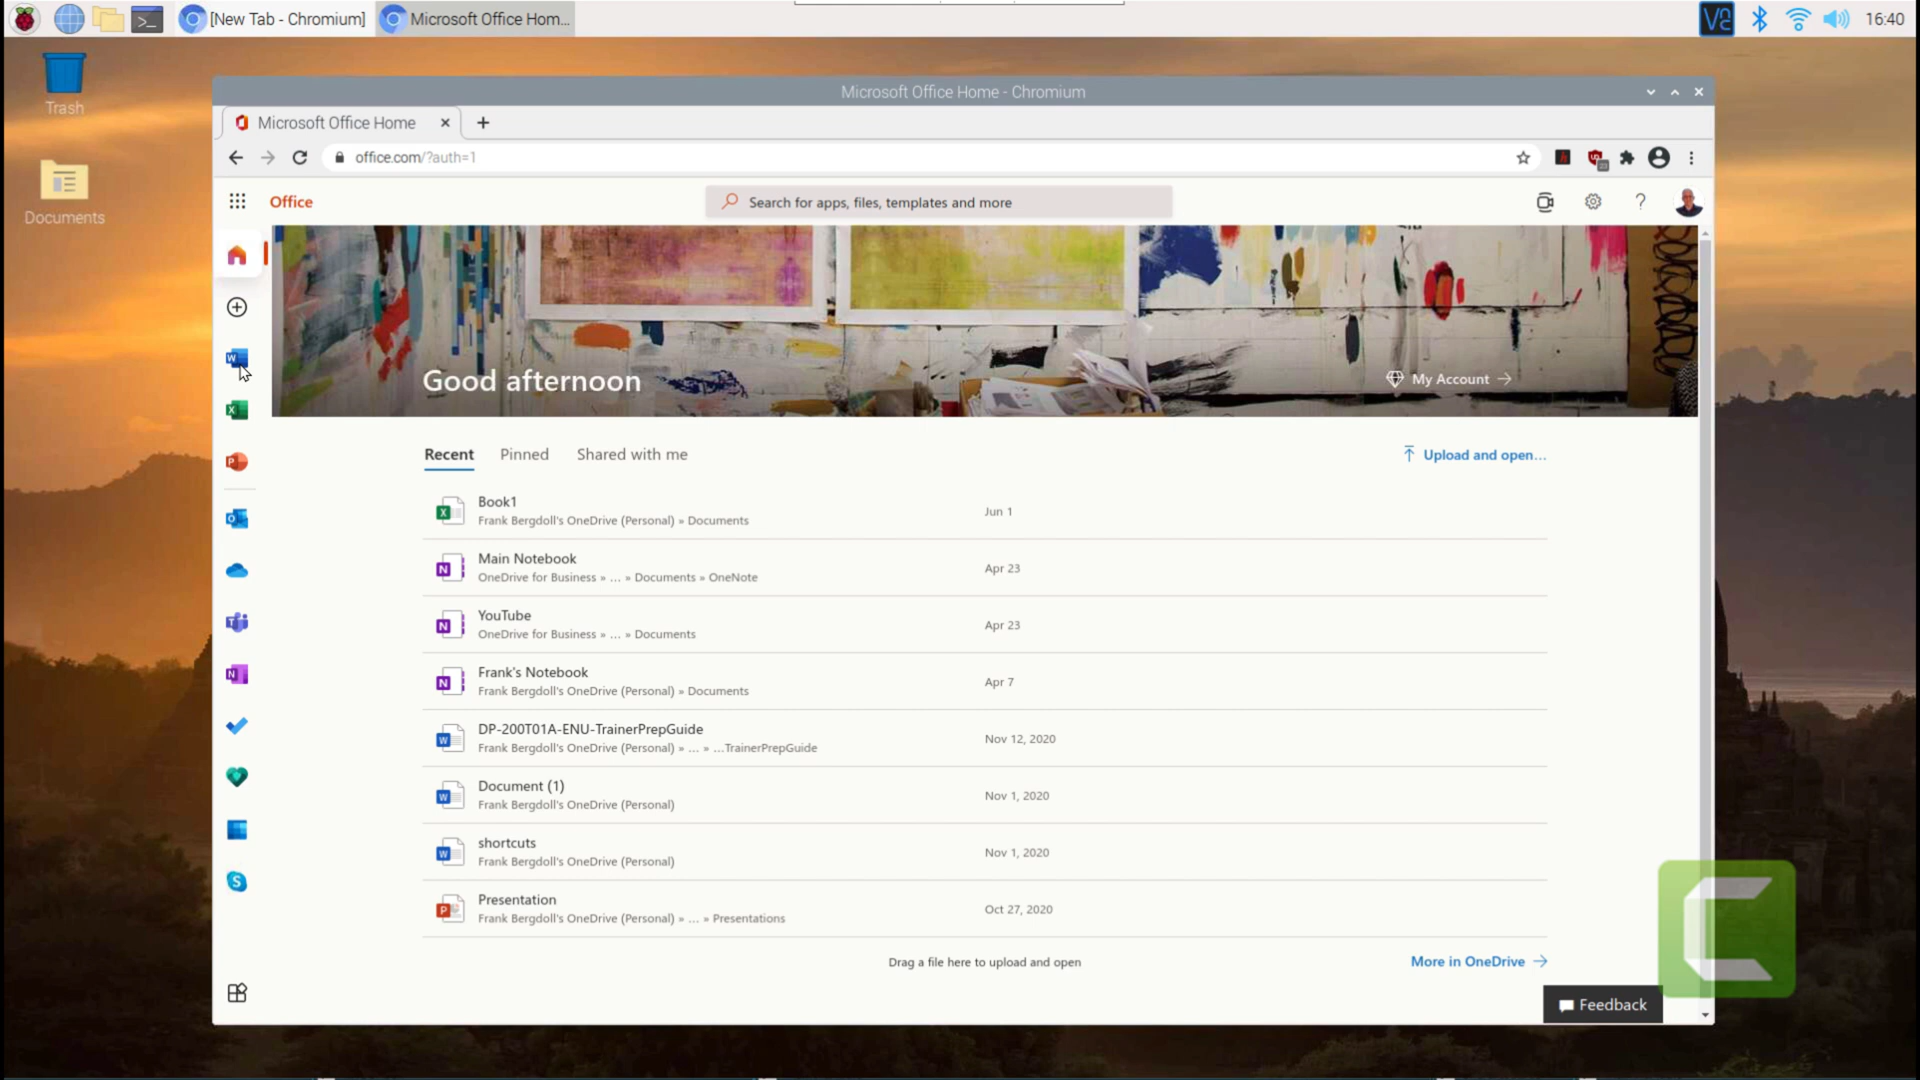 [New Tab - Chromium]
Microsoft Office Hom...
16:40
Trash
Documents
Microsoft Office Home - Chromium
Microsoft Office Home
office.com/?auth=1
Office
Search for apps, files, templates and more
Good afternoon
My Account
Recent
Pinned
Shared with me
Upload and open...
Book1
Frank Bergdoll's OneDrive (Personal) » Documents
Jun 1
Main Notebook
OneDrive for Business » ... » Documents » OneNote
Apr 23
YouTube
OneDrive for Business » ... » Documents
Apr 23
Frank's Notebook
Frank Bergdoll's OneDrive (Personal) » Documents
Apr 7
DP-200T01A-ENU-TrainerPrepGuide
Frank Bergdoll's OneDrive (Personal) » ... » ...TrainerPrepGuide
Nov 12, 2020
Document (1)
Frank Bergdoll's OneDrive (Personal)
Nov 1, 2020
shortcuts
Frank Bergdoll's OneDrive (Personal)
Nov 1, 2020
Presentation
Frank Bergdoll's OneDrive (Personal) » ... » Presentations
Oct 27, 2020
Drag a file here to upload and open
More in OneDrive
Feedback